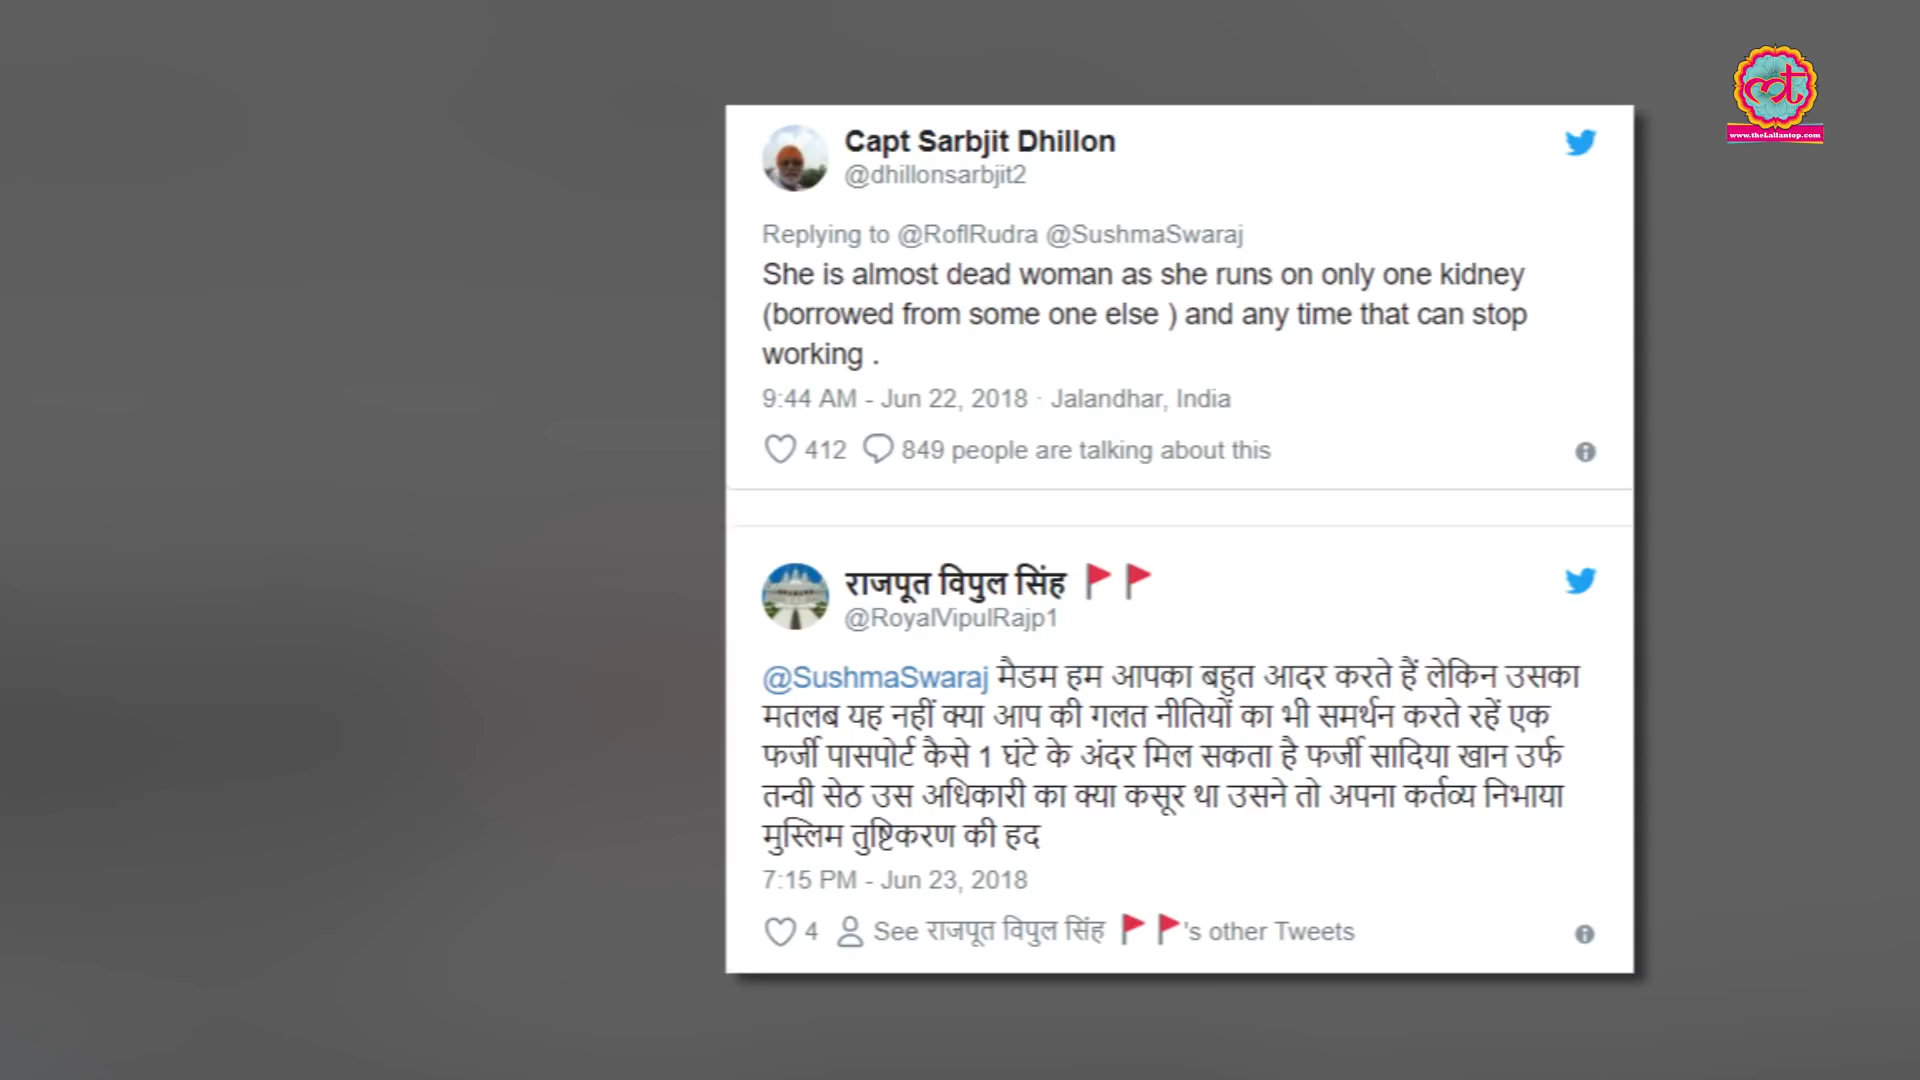 www.theLallantop.com
Capt Sarbjit Dhillon
@dhillonsarbjit2
Replying to @RoflRudra @SushmaSwaraj
She is almost dead woman as she runs on only one kidney
(borrowed from some one else ) and any time that can stop
working .
9:44 AM - Jun 22, 2018 · Jalandhar, India
412 849 people are talking about this
राजपूत विपुल सिंह 🚩 🚩
@RoyalVipulRajp1
@SushmaSwaraj मैडम हम आपका बहुत आदर करते हैं लेकिन उसका
मतलब यह नहीं क्या आप की गलत नीतियों का भी समर्थन करते रहें एक
फर्जी पासपोर्ट कैसे 1 घंटे के अंदर मिल सकता है फर्जी सादिया खान उर्फ
तन्वी सेठ उस अधिकारी का क्या कसूर था उसने तो अपना कर्तव्य निभाया
मुस्लिम तुष्टिकरण की हद
7:15 PM - Jun 23, 2018
4 See राजपूत विपुल सिंह 🚩 🚩's other Tweets